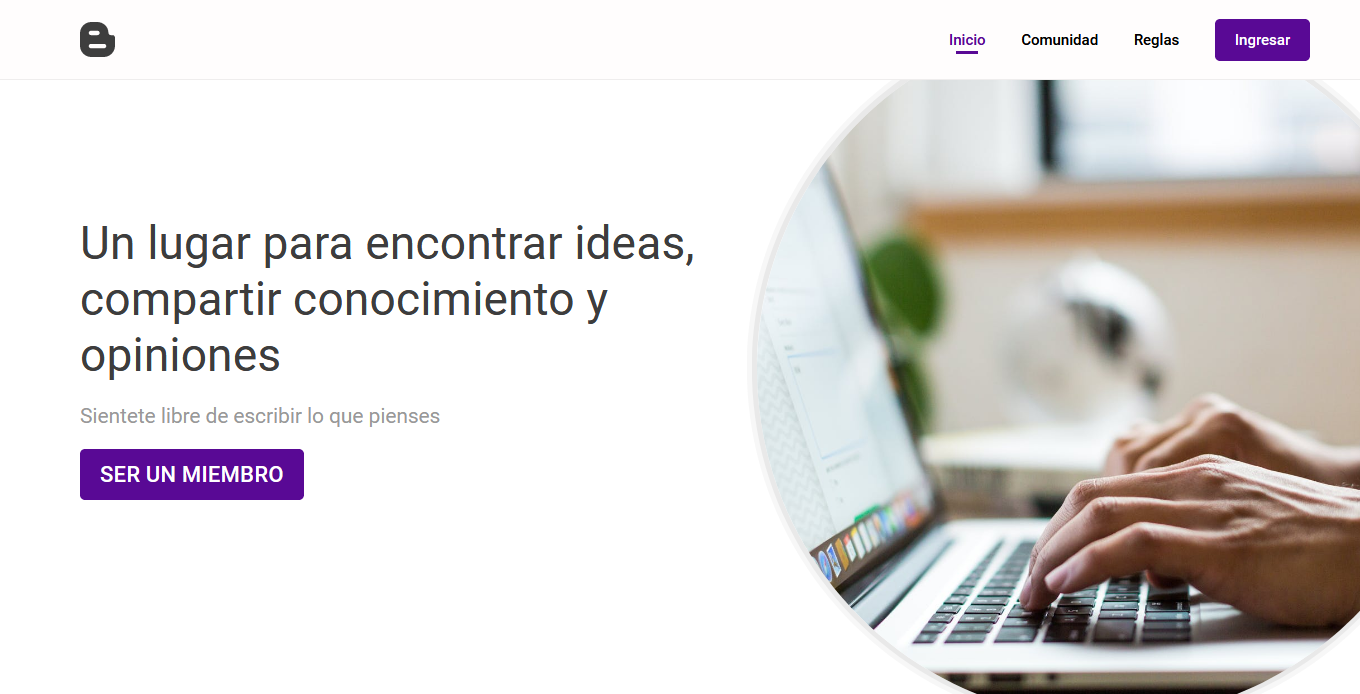 Inicio
Comunidad
Reglas
Ingresar
Un lugar para encontrar ideas,
compartir conocimiento y
opiniones
Sientete libre de escribir lo que pienses
SER UN MIEMBRO